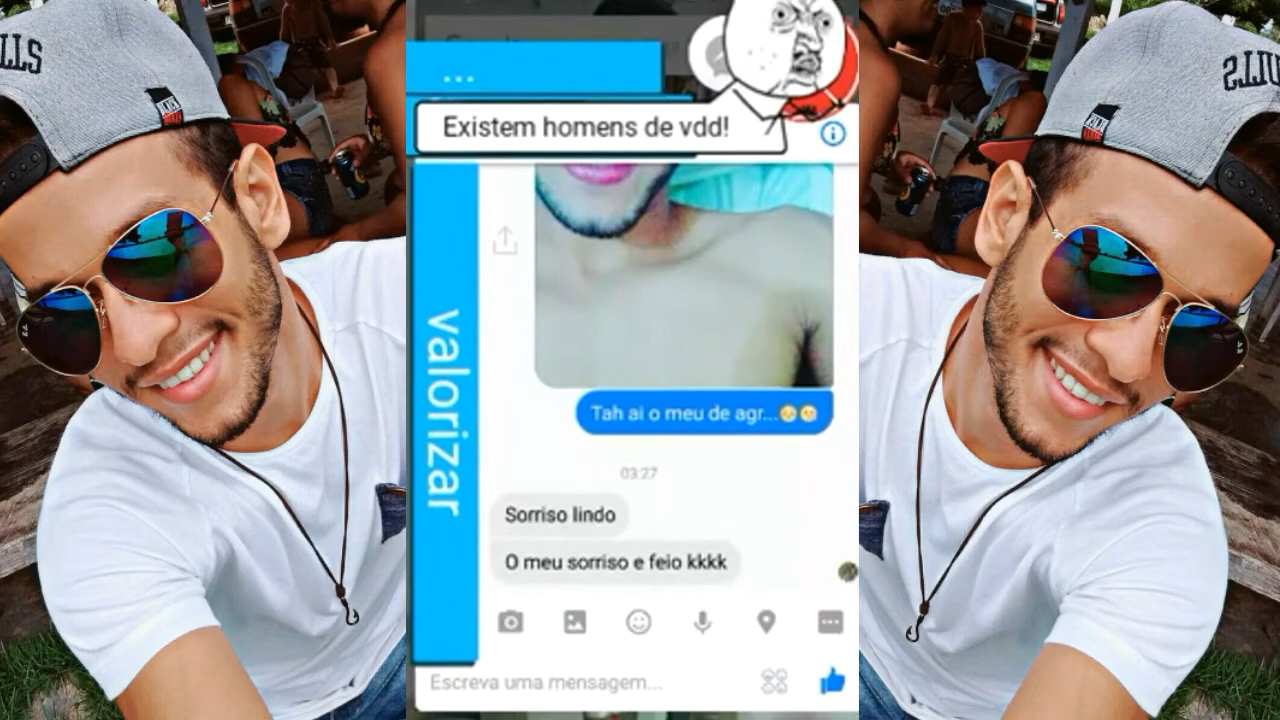 LLS
...
Existem homens de vdd!
valorizar
Tah ai o meu de agr...😔😁
03:27
Sorriso lindo
O meu sorriso e feio kkkk
Escreva uma mensagem...